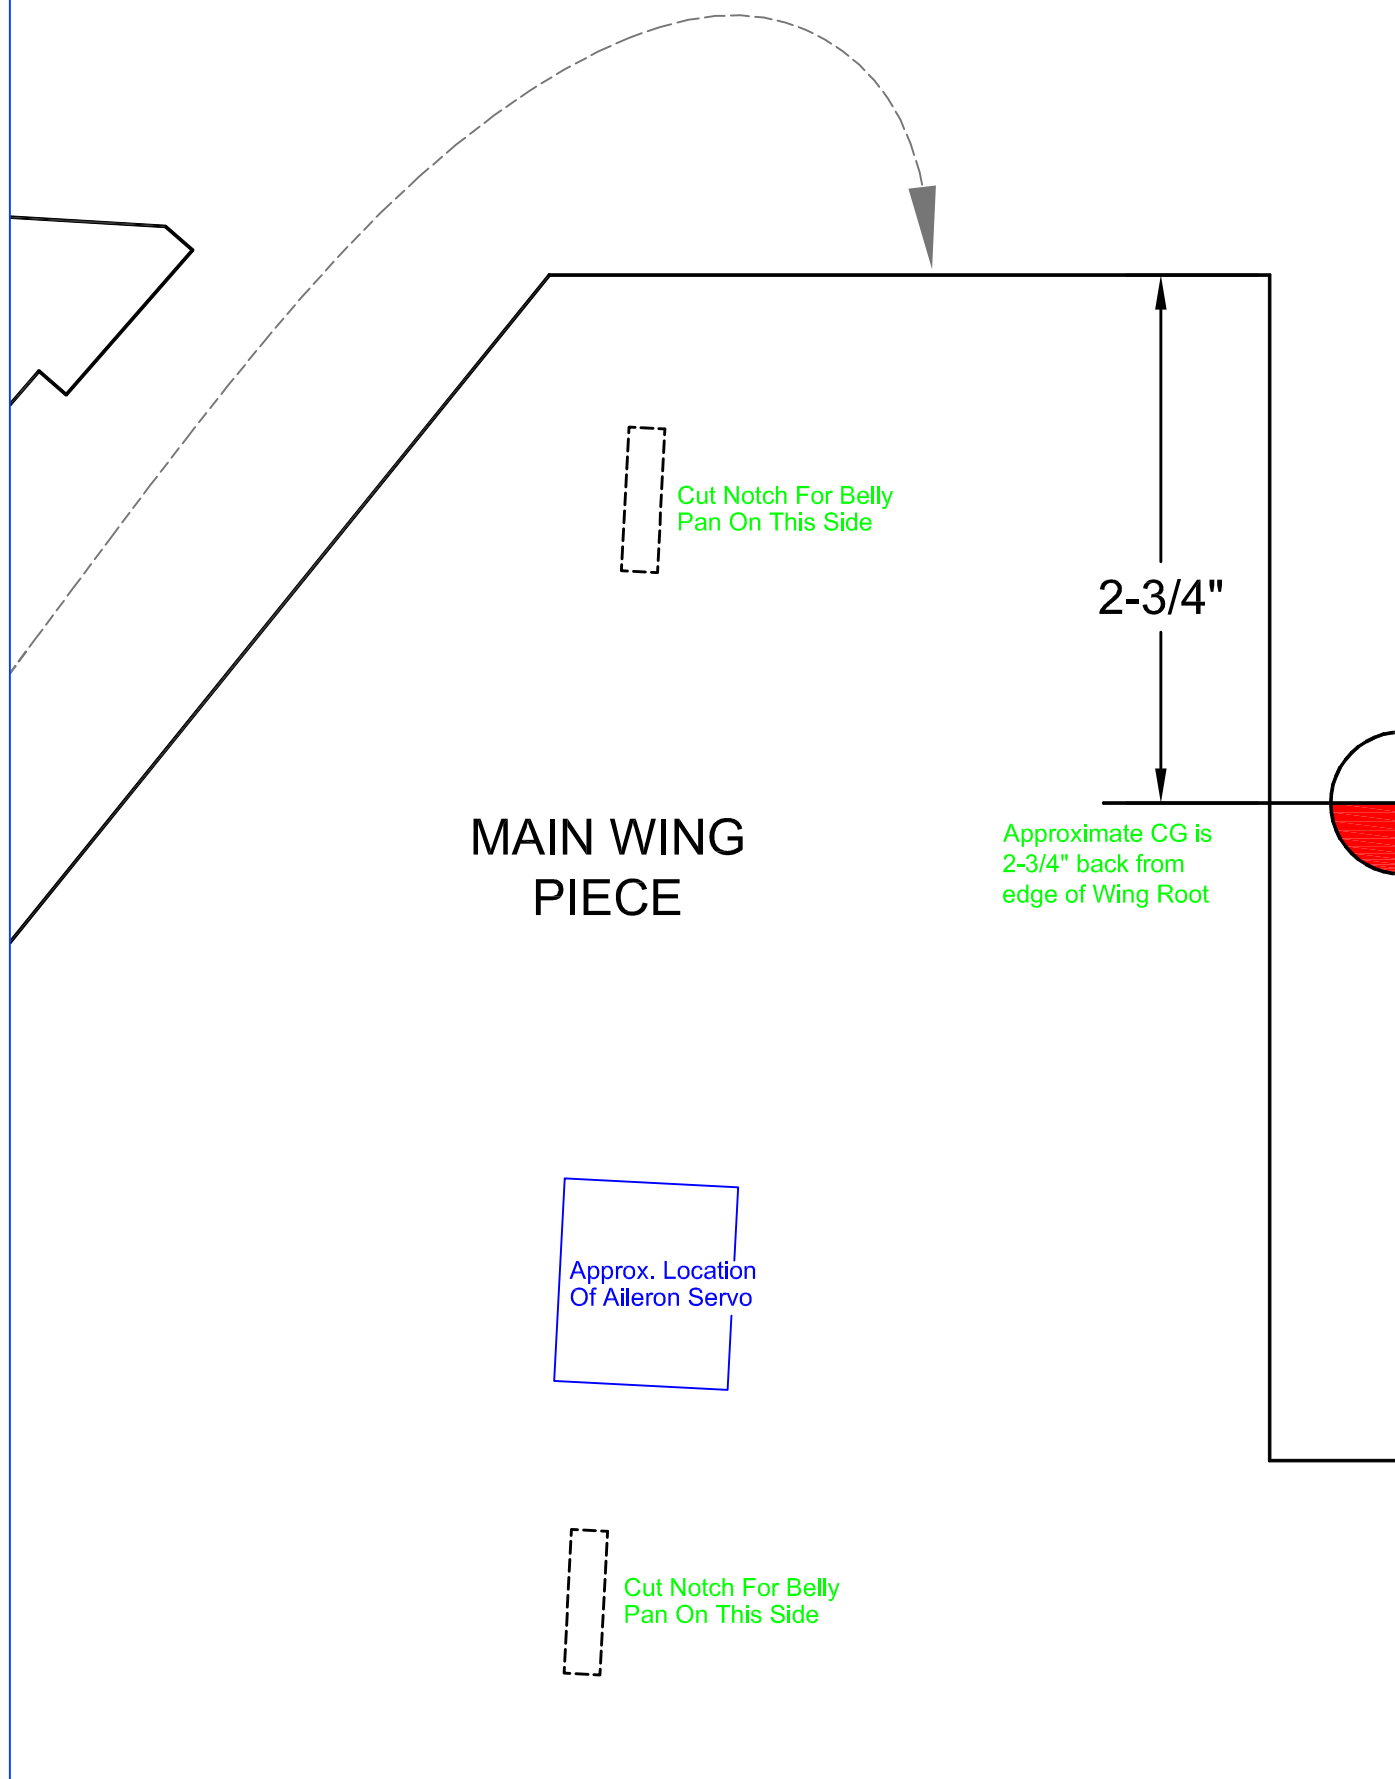 Cut Notch For Belly
Pan On This Side
2-3/4"
MAIN WING
PIECE
Approximate CG is
2-3/4" back from
edge of Wing Root
Approx. Location
Of Aileron Servo
Cut Notch For Belly
Pan On This Side